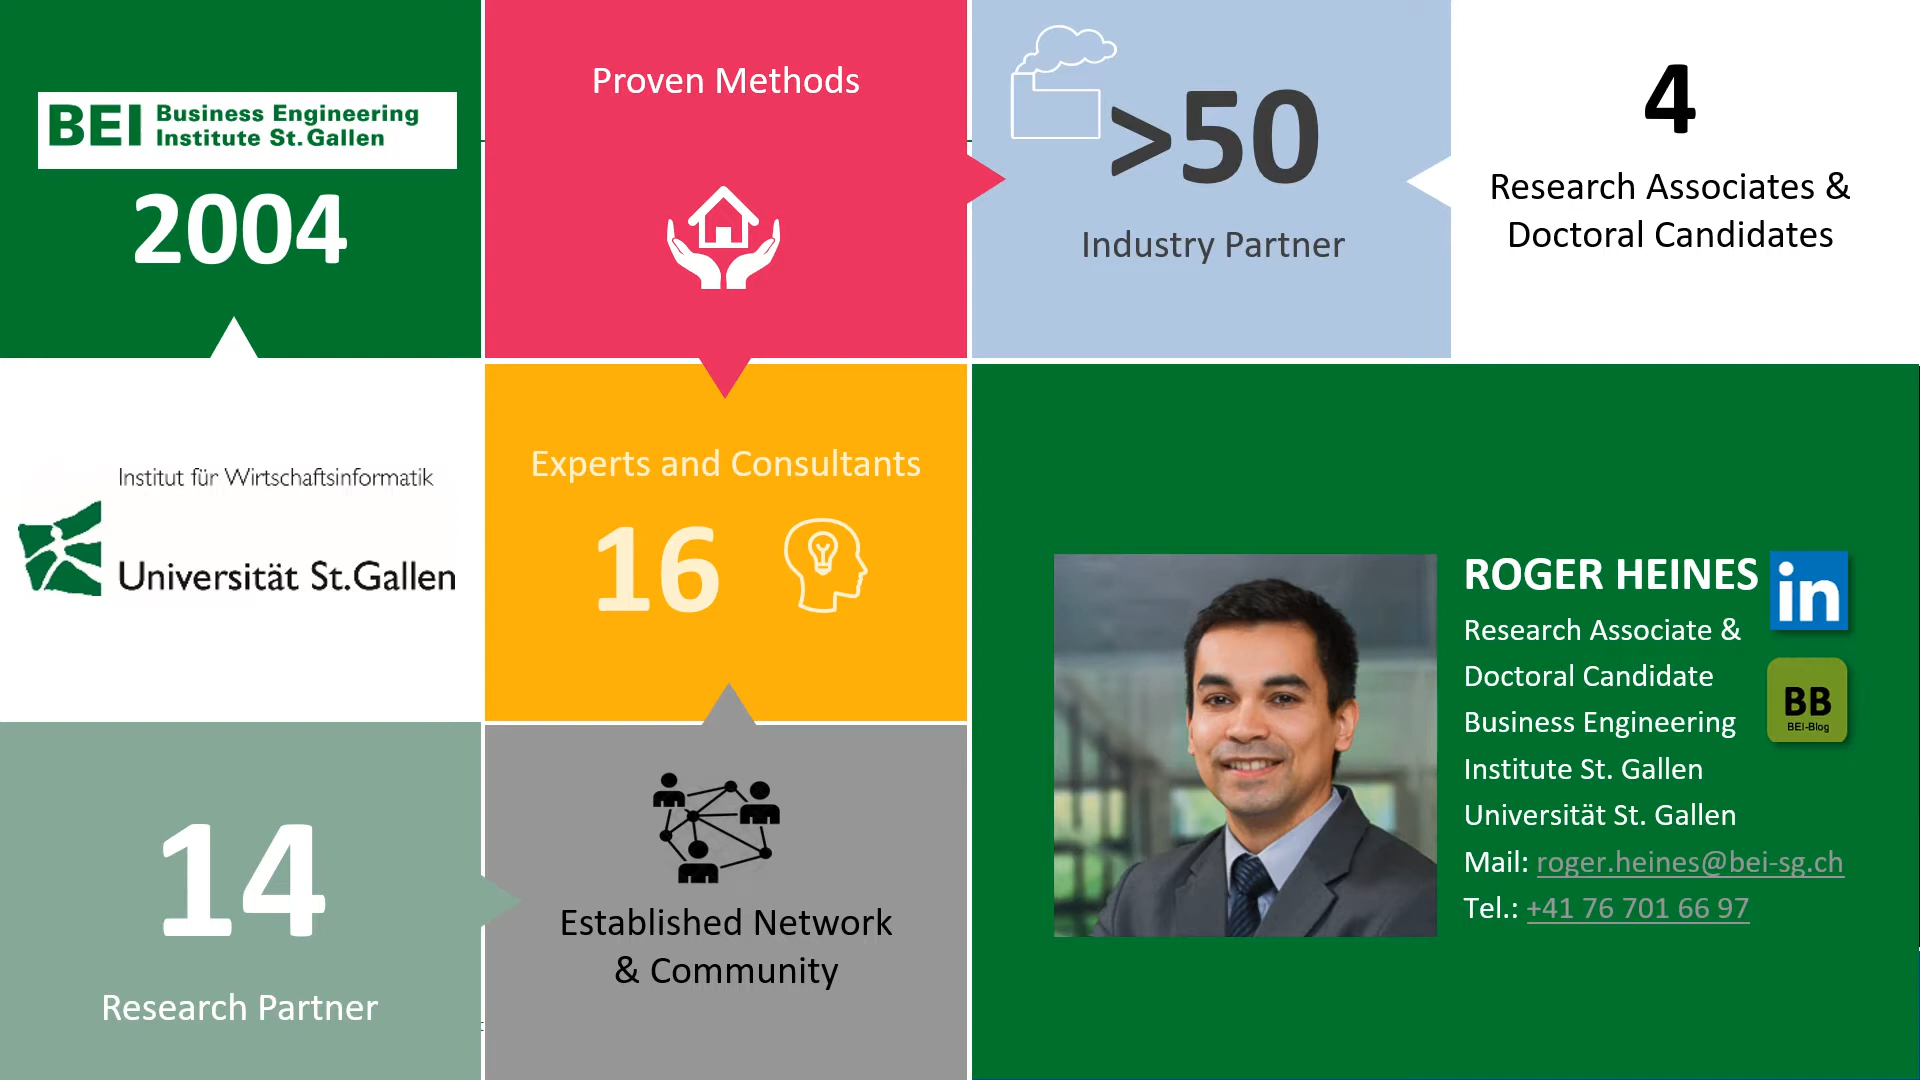 BEI Business Engineering
Institute St.Gallen
2004
Proven Methods
>50
Industry Partner
4
Research Associates &
Doctoral Candidates
Institut für Wirtschaftsinformatik
Universität St.Gallen
Experts and Consultants
16
14
Research Partner
Established Network
& Community
ROGER HEINES
in
Research Associate &
Doctoral Candidate
Business Engineering
Institute St. Gallen
Universität St. Gallen
Mail: roger.heines@bei-sg.ch
Tel.: +41 76 701 66 97
BB
BEI-Blog